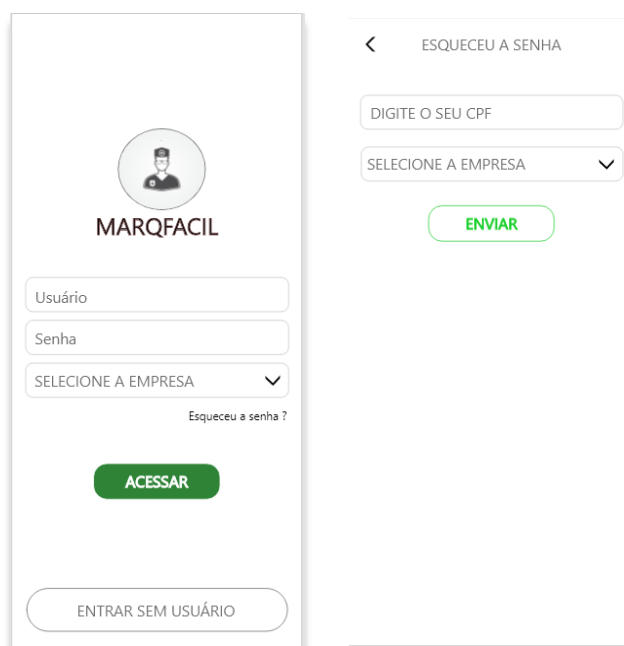 MARQFACIL
Usuário
Senha
SELECIONE A EMPRESA
Esqueceu a senha ?
ACESSAR
ENTRAR SEM USUÁRIO
ESQUECEU A SENHA
DIGITE O SEU CPF
SELECIONE A EMPRESA
ENVIAR